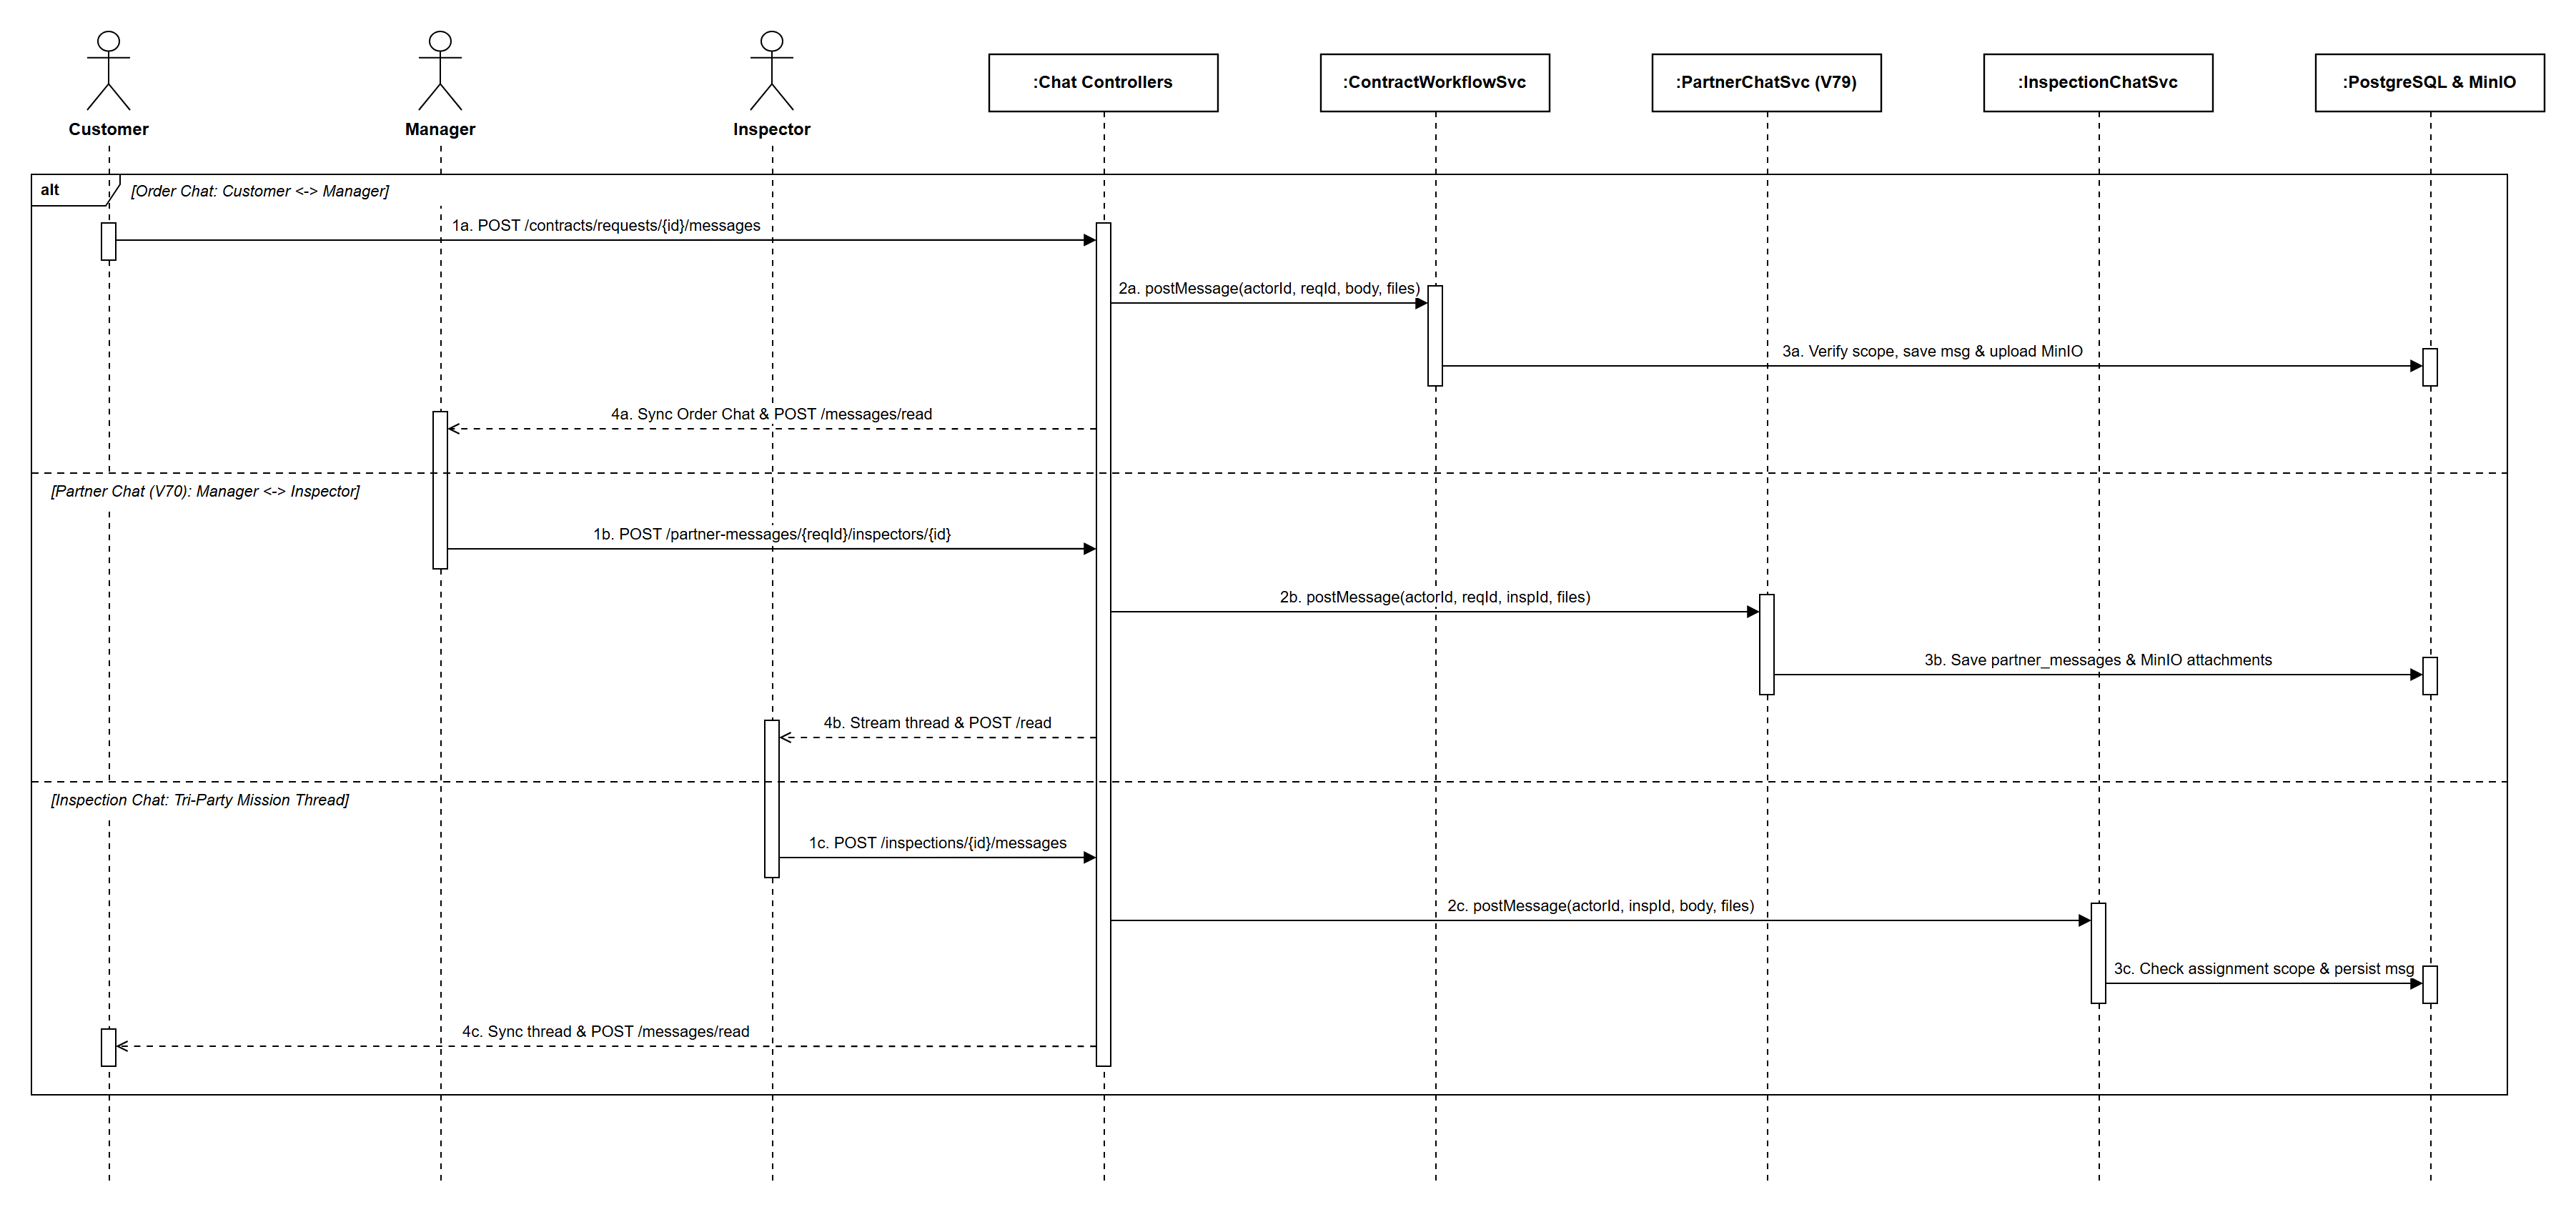 Customer
Manager
Inspector
:Chat Controllers
:ContractWorkflowSvc
:PartnerChatSvc (V79)
:InspectionChatSvc
:PostgreSQL & MinIO
alt
[Order Chat: Customer <-> Manager]
1a. POST /contracts/requests/{id}/messages
2a. postMessage(actorId, reqId, body, files)
3a. Verify scope, save msg & upload MinIO
4a. Sync Order Chat & POST /messages/read
[Partner Chat (V70): Manager <-> Inspector]
1b. POST /partner-messages/{reqId}/inspectors/{id}
2b. postMessage(actorId, reqId, inspId, files)
3b. Save partner_messages & MinIO attachments
4b. Stream thread & POST /read
[Inspection Chat: Tri-Party Mission Thread]
1c. POST /inspections/{id}/messages
2c. postMessage(actorId, inspId, body, files)
3c. Check assignment scope & persist msg
4c. Sync thread & POST /messages/read